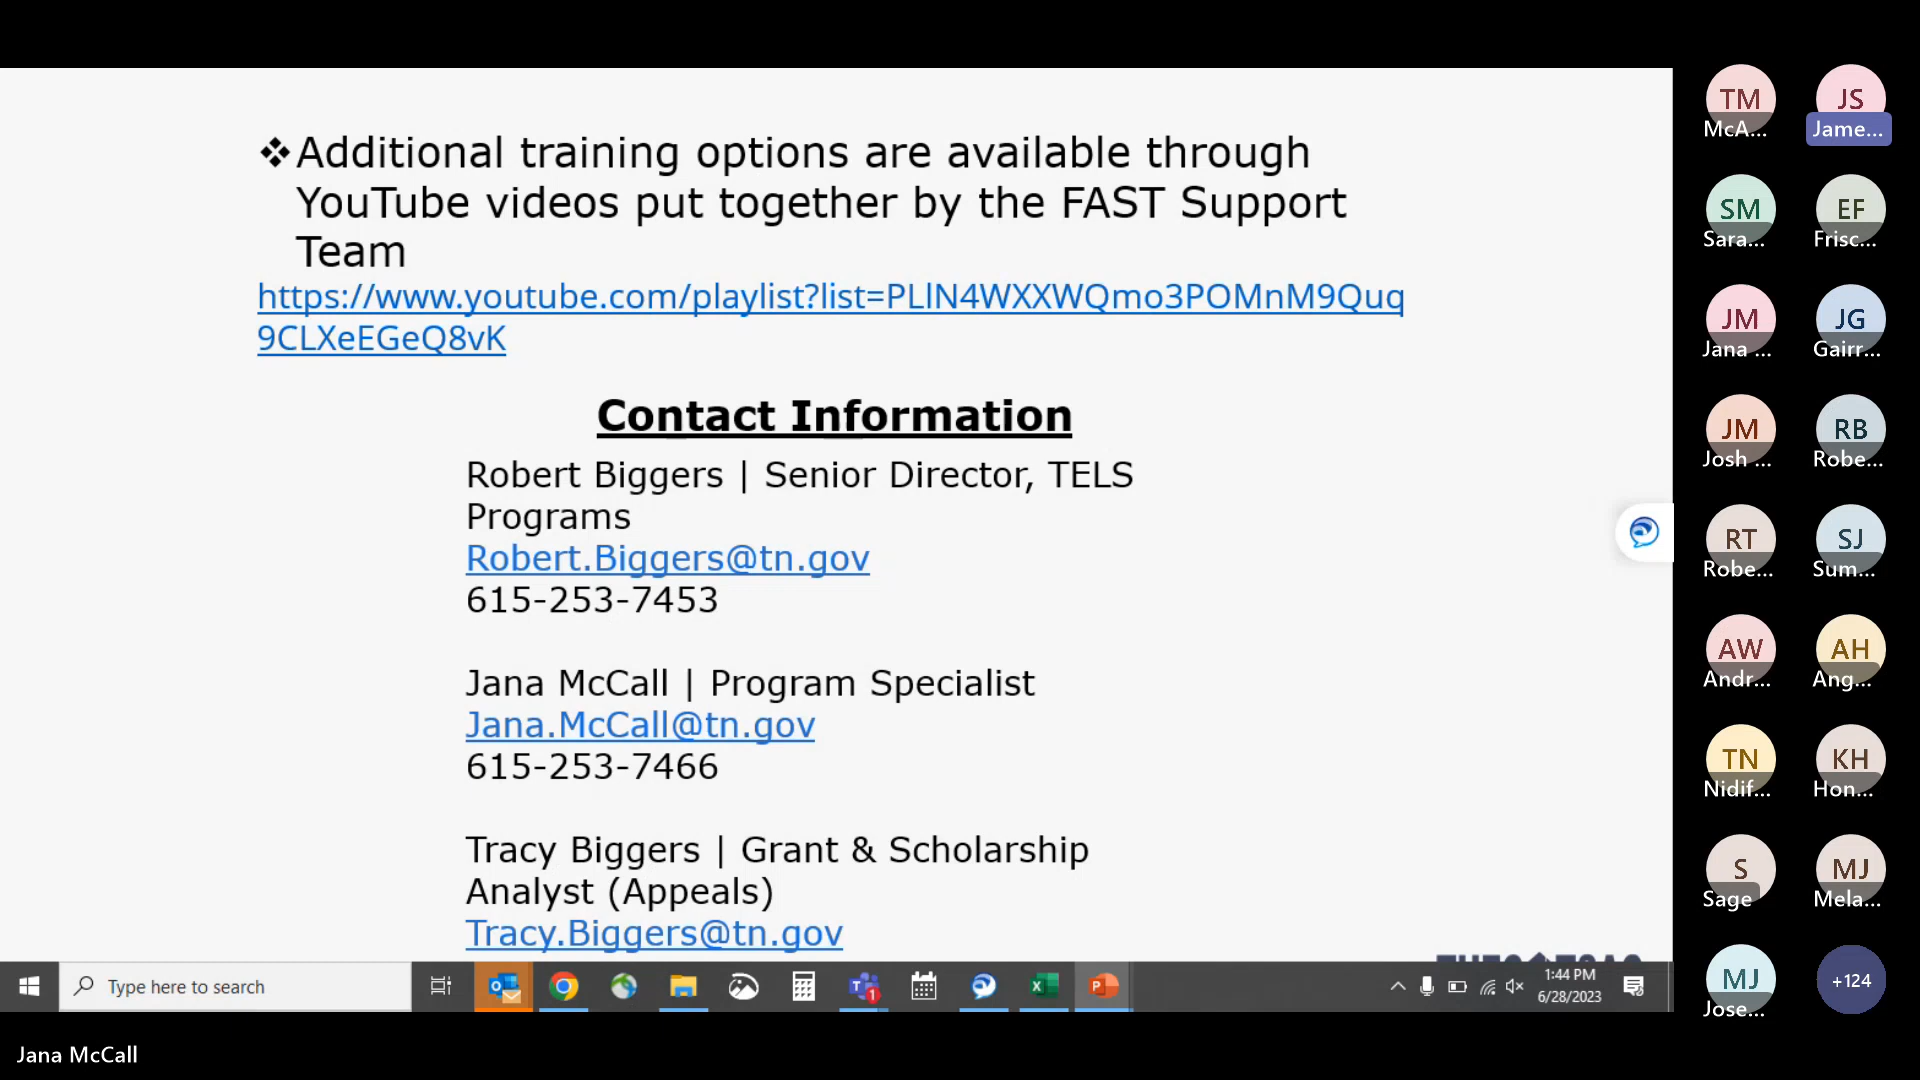 ❖Additional training options are available through
YouTube videos put together by the FAST Support
Team
https://www.youtube.com/playlist?list=PLlN4WXXWQmo3POMnM9Quq
9CLXeEGeQ8vK
Contact Information
Robert Biggers | Senior Director, TELS
Programs
Robert.Biggers@tn.gov
615-253-7453
Jana McCall | Program Specialist
Jana.McCall@tn.gov
615-253-7466
Tracy Biggers | Grant & Scholarship
Analyst (Appeals)
Tracy.Biggers@tn.gov
Type here to search
1
1:44 PM
6/28/2023
TM
McA...
JS
Jame...
SM
Sara...
EF
Frisc...
JM
Jana ...
JG
Gairr...
JM
Josh ...
RB
Robe...
RT
Robe...
SJ
Sum...
AW
Andr...
AH
Ang...
TN
Nidif...
KH
Hon...
S
Sage
MJ
Mela...
MJ
Jose...
+124
Jana McCall